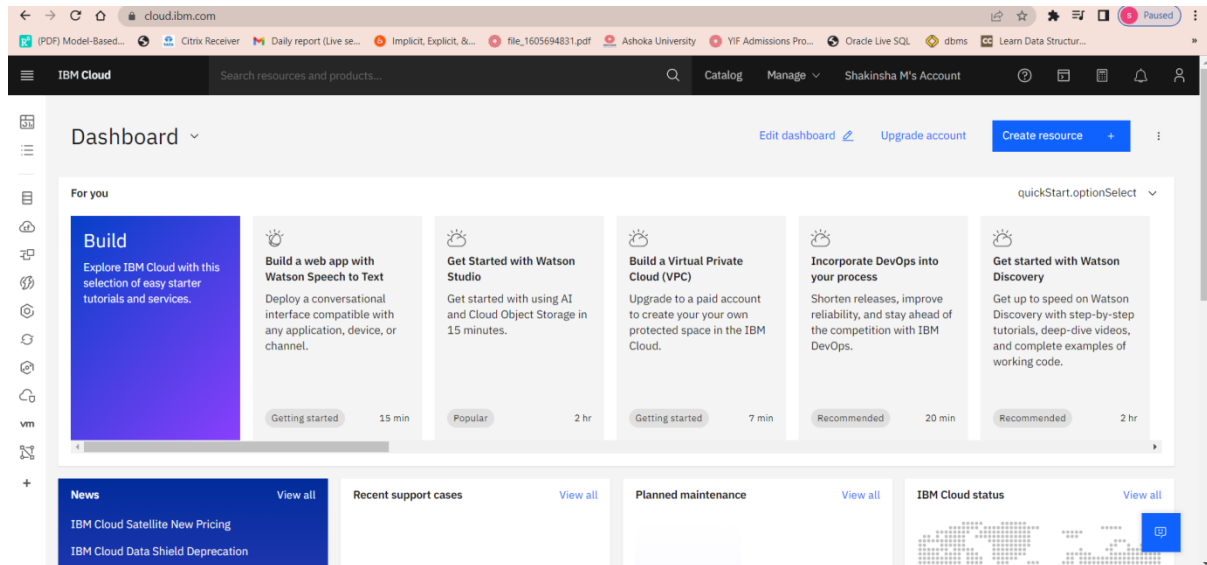 cloud.ibm.com
Paused
(PDF) Model-Based...
Citrix Receiver
Daily report (Live se...
Implicit, Explicit, &...
file_1605694831.pdf
Ashoka University
YIF Admissions Pro...
Oracle Live SQL
dbms
Learn Data Structur...
»
IBM Cloud
Search resources and products...
Catalog
Manage
Shakinsha M's Account
Dashboard
Edit dashboard
Upgrade account
Create resource +
For you
quickStart.optionSelect
Build
Explore IBM Cloud with this
selection of easy starter
tutorials and services.
Build a web app with
Watson Speech to Text
Deploy a conversational
interface compatible with
any application, device, or
channel.
Getting started
15 min
Get Started with Watson
Studio
Get started with using AI
and Cloud Object Storage in
15 minutes.
Popular
2 hr
Build a Virtual Private
Cloud (VPC)
Upgrade to a paid account
to create your your own
protected space in the IBM
Cloud.
Getting started
7 min
Incorporate DevOps into
your process
Shorten releases, improve
reliability, and stay ahead of
the competition with IBM
DevOps.
Recommended
20 min
Get started with Watson
Discovery
Get up to speed on Watson
Discovery with step-by-step
tutorials, deep-dive videos,
and complete examples of
working code.
Recommended
2 hr
vm
News
View all
IBM Cloud Satellite New Pricing
IBM Cloud Data Shield Deprecation
Recent support cases
View all
Planned maintenance
View all
IBM Cloud status
View all